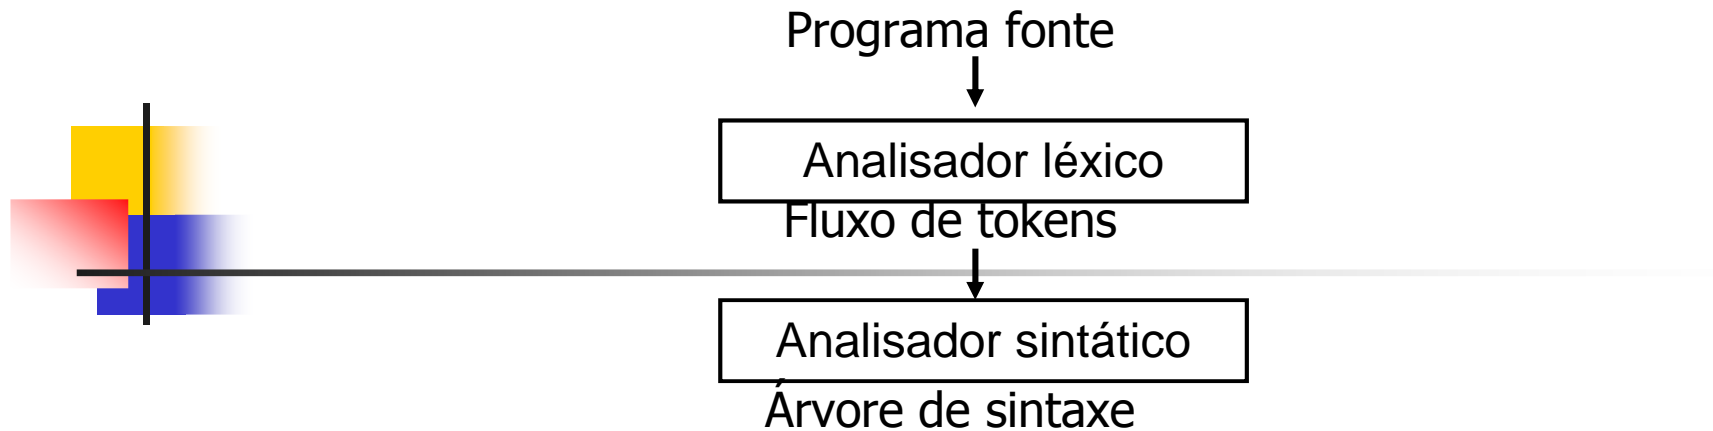 Programa fonte
Analisador léxico
Fluxo de tokens
Analisador sintático
Árvore de sintaxe